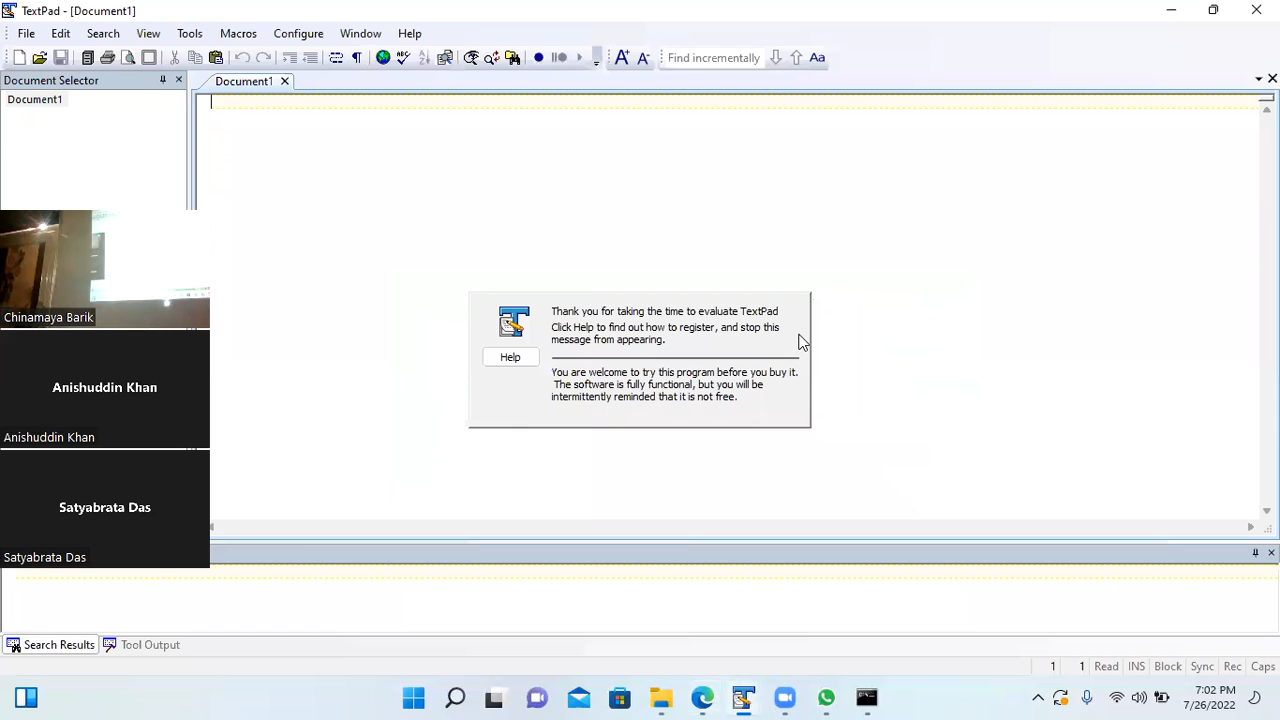 TextPad - [Document1]
File Edit Search View Tools Macros Configure Window Help
Find incrementally Aa
Document Selector
Document1
Document1
Chinamaya Barik
Anishuddin Khan
Anishuddin Khan
Satyabrata Das
Satyabrata Das
Thank you for taking the time to evaluate TextPad
Click Help to find out how to register, and stop this
message from appearing.
Help
You are welcome to try this program before you buy it.
The software is fully functional, but you will be
intermittently reminded that it is not free.
Search Results Tool Output
1 1 Read INS Block Sync Rec Caps
7:02 PM
7/26/2022